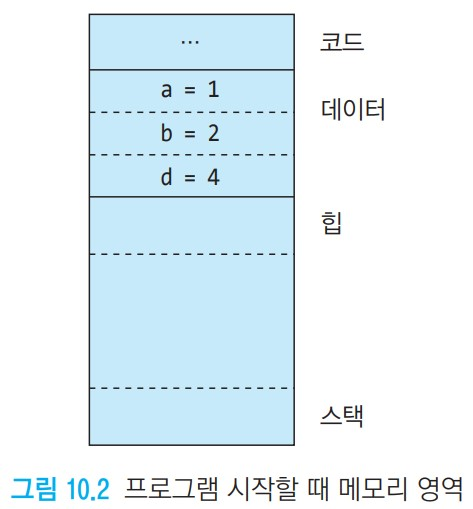 ...
코드
a = 1
데이터
b = 2
d = 4
힙
스택
그림 10.2 프로그램 시작할 때 메모리 영역